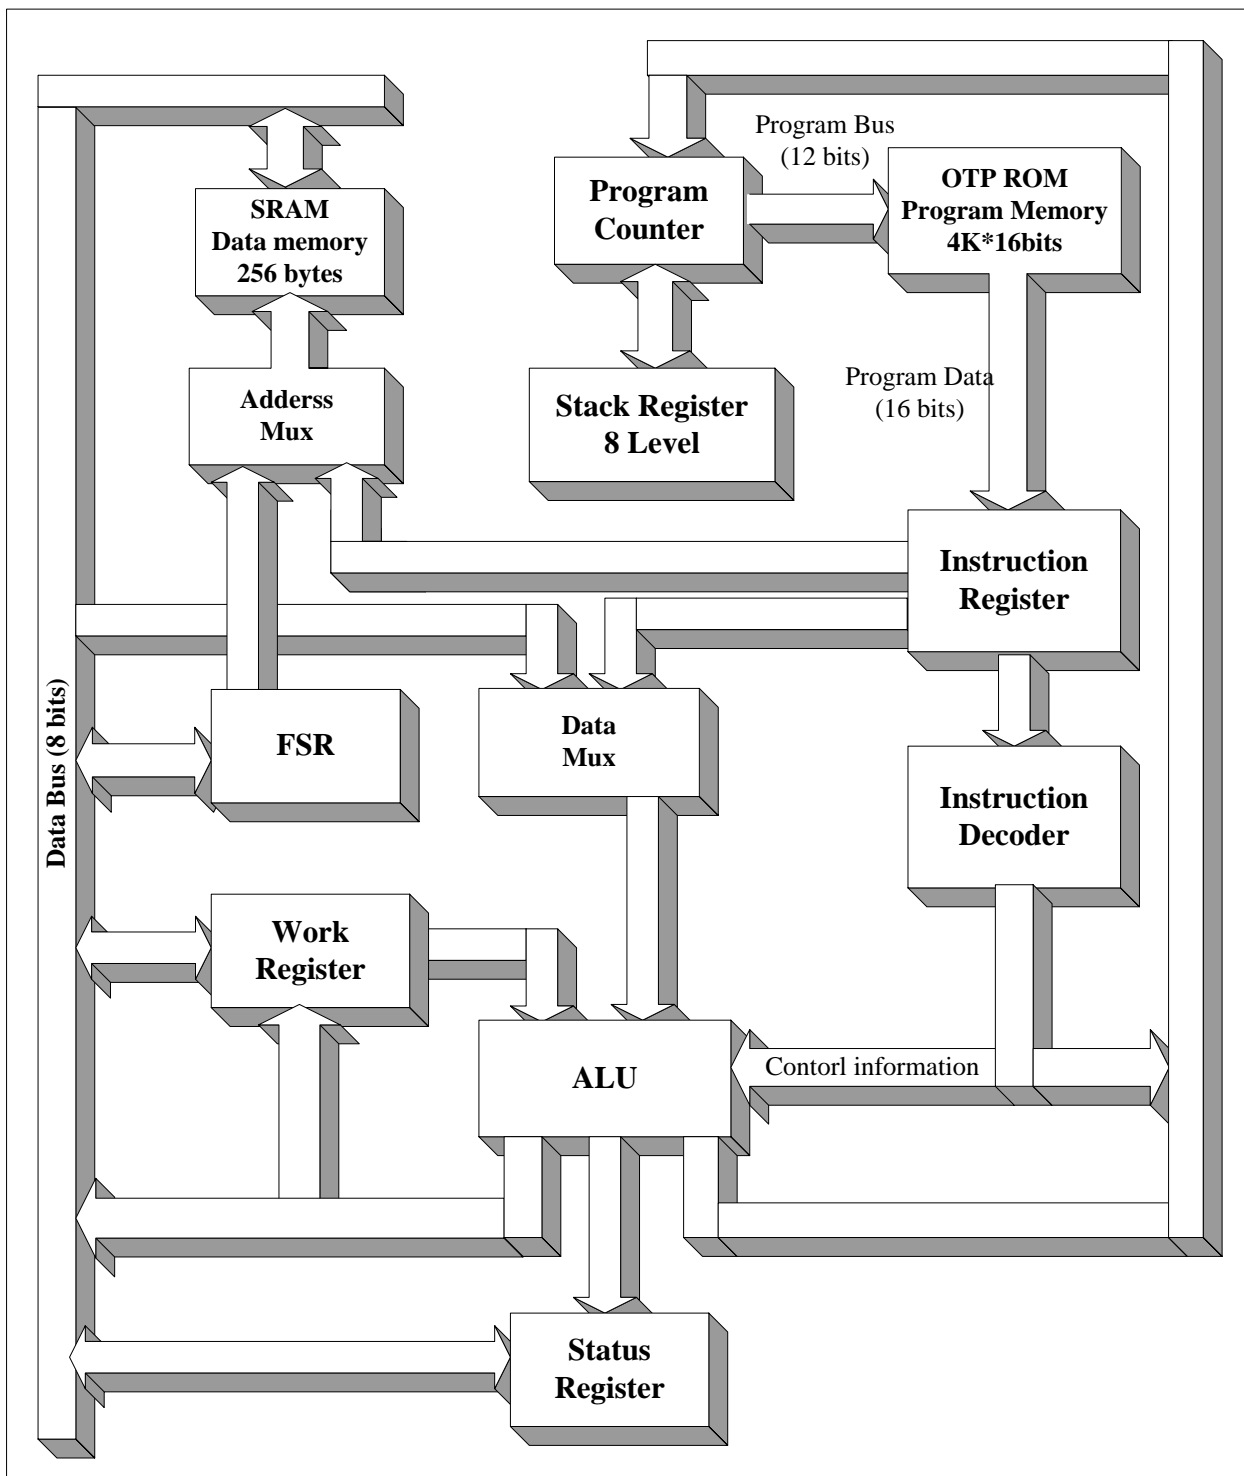 Program Bus
(12 bits)
OTP ROM
Program Memory
4K*16bits
Program
Counter
SRAM
Data memory
256 bytes
Program Data
(16 bits)
Stack Register
8 Level
Adderss
Mux
Instruction
Register
Data Bus (8 bits)
FSR
Data
Mux
Instruction
Decoder
Work
Register
ALU
Contorl information
Status
Register